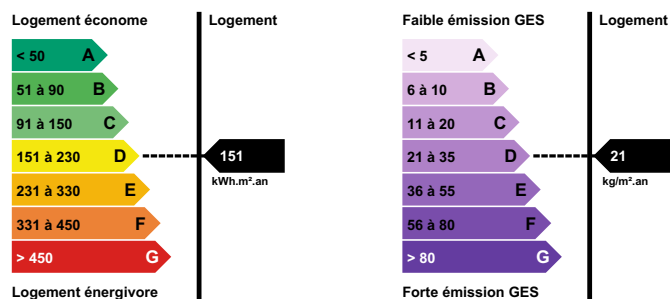 Logement économe
Logement
< 50 A
51 à 90 B
91 à 150 C
151 à 230 D
151
kWh.m².an
231 à 330 E
331 à 450 F
> 450 G
Logement énergivore
Faible émission GES
Logement
< 5 A
6 à 10 B
11 à 20 C
21 à 35 D
21
kg/m².an
36 à 55 E
56 à 80 F
> 80 G
Forte émission GES